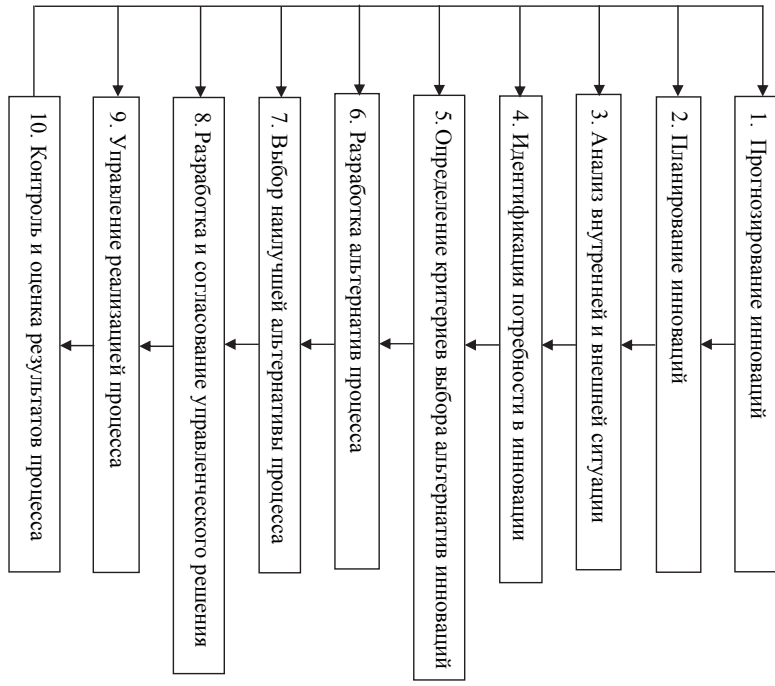 1. Прогнозирование инноваций
2. Планирование инноваций
3. Анализ внутренней и внешней ситуации
4. Идентификация потребности в инновации
5. Определение критериев выбора альтернатив инноваций
6. Разработка альтернатив процесса
7. Выбор наилучшей альтернативы процесса
8. Разработка и согласование управленческого решения
9. Управление реализацией процесса
10. Контроль и оценка результатов процесса